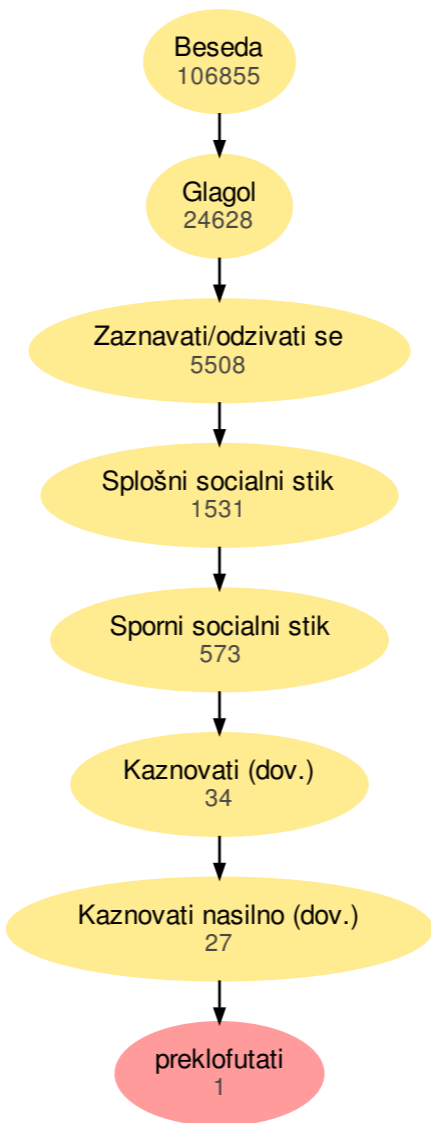 Beseda
106855
Glagol
24628
Zaznavati/odzivati se
5508
Splošni socialni stik
1531
Sporni socialni stik
573
Kaznovati (dov.)
34
Kaznovati nasilno (dov.)
27
preklofutati
1